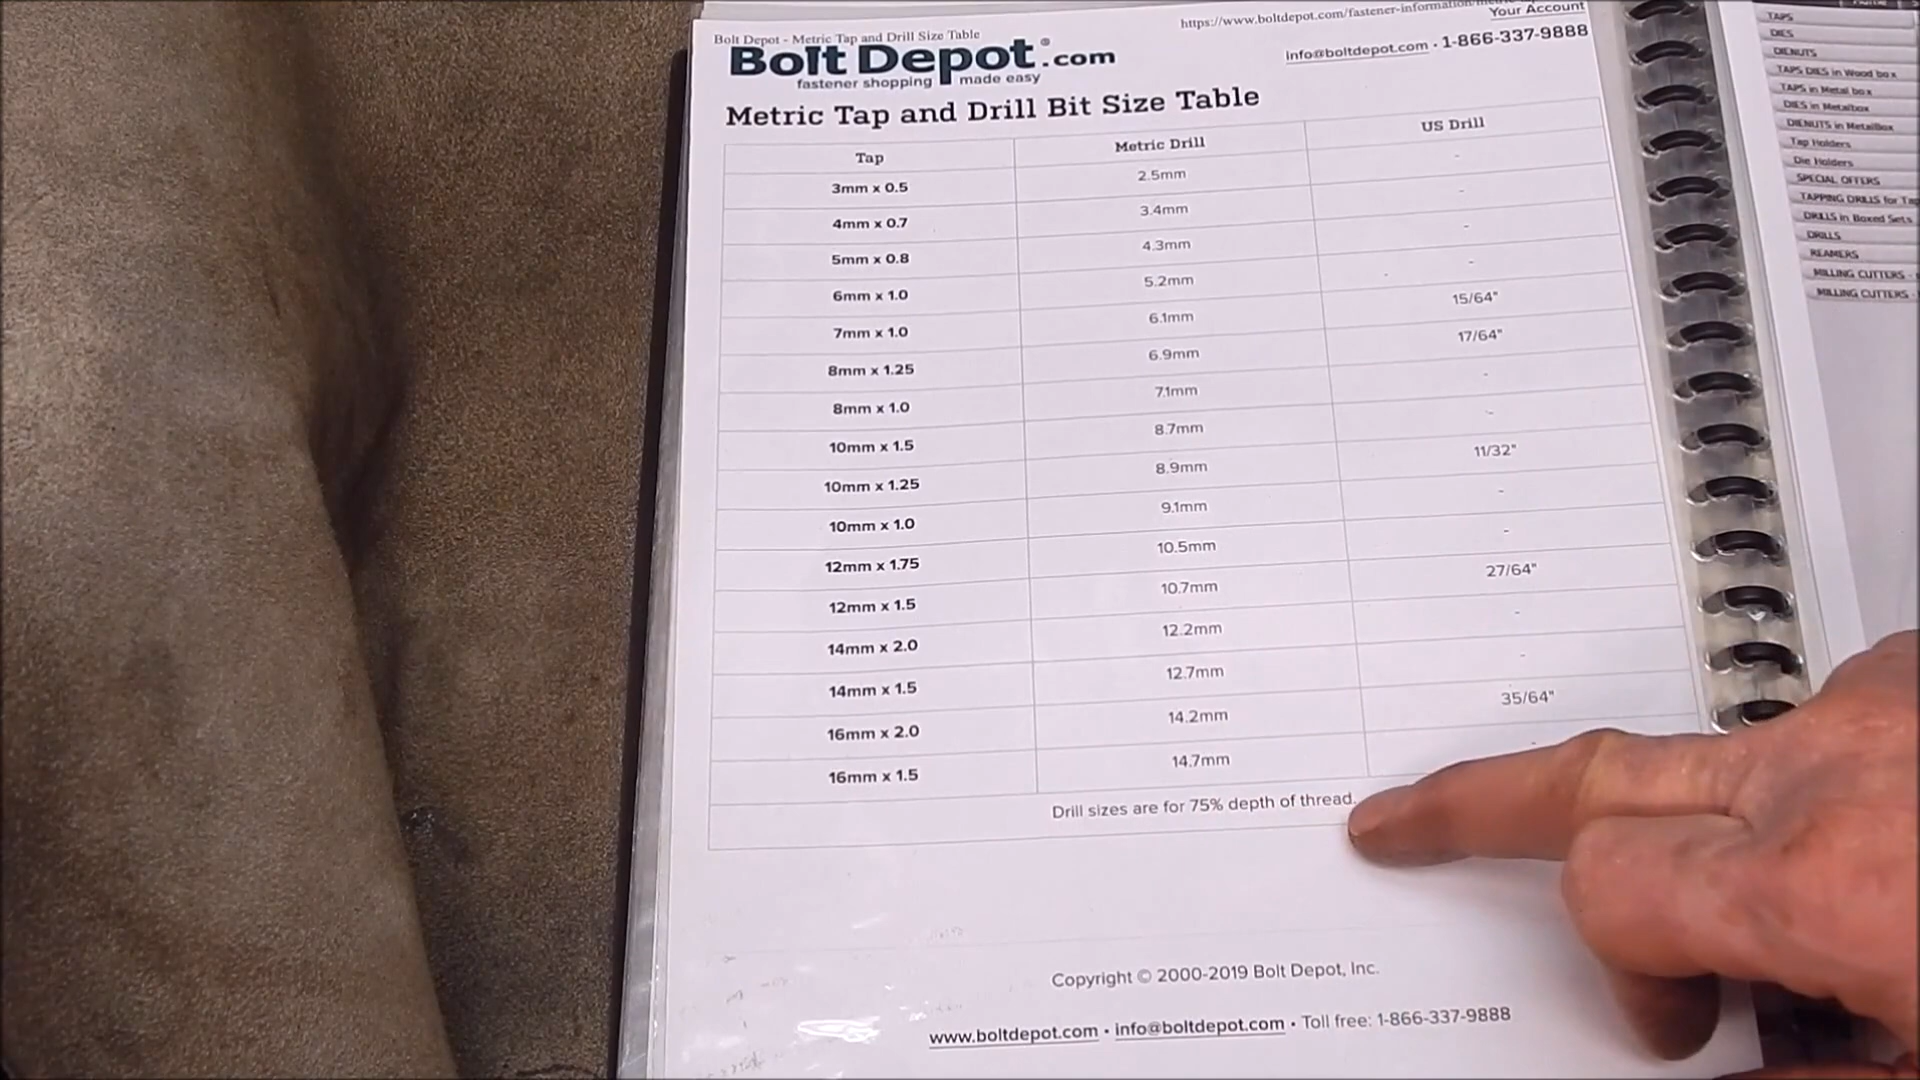 Bolt Depot - Metric Tap and Drill Size Table
https://www.boltdepot.com/fastener-information
Your Account
Bolt Depot®.com
fastener shopping made easy
info@boltdepot.com · 1-866-337-9888
Metric Tap and Drill Bit Size Table
Tap Metric Drill US Drill
3mm x 0.5 2.5mm -
4mm x 0.7 3.4mm -
5mm x 0.8 4.3mm -
6mm x 1.0 5.2mm -
7mm x 1.0 6.1mm 15/64"
8mm x 1.25 6.9mm 17/64"
8mm x 1.0 7.1mm -
10mm x 1.5 8.7mm -
10mm x 1.25 8.9mm 11/32"
10mm x 1.0 9.1mm -
12mm x 1.75 10.5mm -
12mm x 1.5 10.7mm 27/64"
14mm x 2.0 12.2mm -
14mm x 1.5 12.7mm -
16mm x 2.0 14.2mm 35/64"
16mm x 1.5 14.7mm -
Drill sizes are for 75% depth of thread.
Copyright © 2000-2019 Bolt Depot, Inc.
www.boltdepot.com · info@boltdepot.com · Toll free: 1-866-337-9888
TAPS
DIES
DIENUTS
TAPS DIES in Wood box
TAPS in Metal box
DIES in Metalbox
DIENUTS in Metalbox
Tap Holders
Die Holders
SPECIAL OFFERS
TAPPING DRILLS for
DRILLS in Boxed Sets
DRILLS
REAMERS
MILLING CUTTERS -
MILLING CUTTERS -